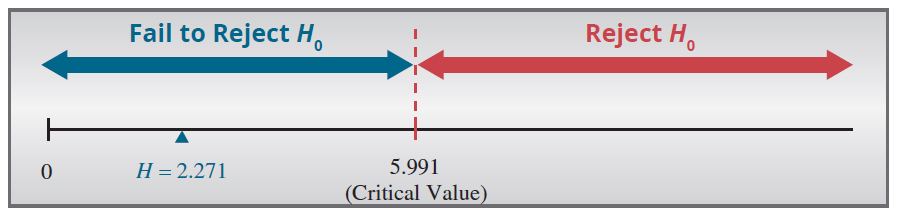 Fail to Reject H₀ Reject H₀
0 H = 2.271 5.991
(Critical Value)